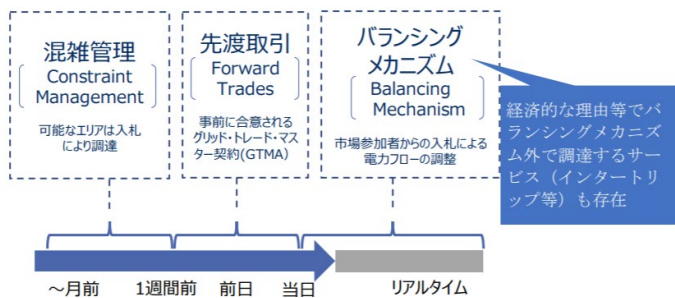 混雑管理
Constraint
Management
可能なエリアは入札
により調達
先渡取引
Forward
Trades
事前に合意される
グリッド・トレード・マス
ター契約(GTMA)
バランシング
メカニズム
Balancing
Mechanism
市場参加者からの入札による
電力フローの調整
経済的な理由等でバ
ランシングメカニズ
ム外で調達するサー
ビス（インタートリ
ップ等）も存在
～月前
1週間前
前日
当日
リアルタイム